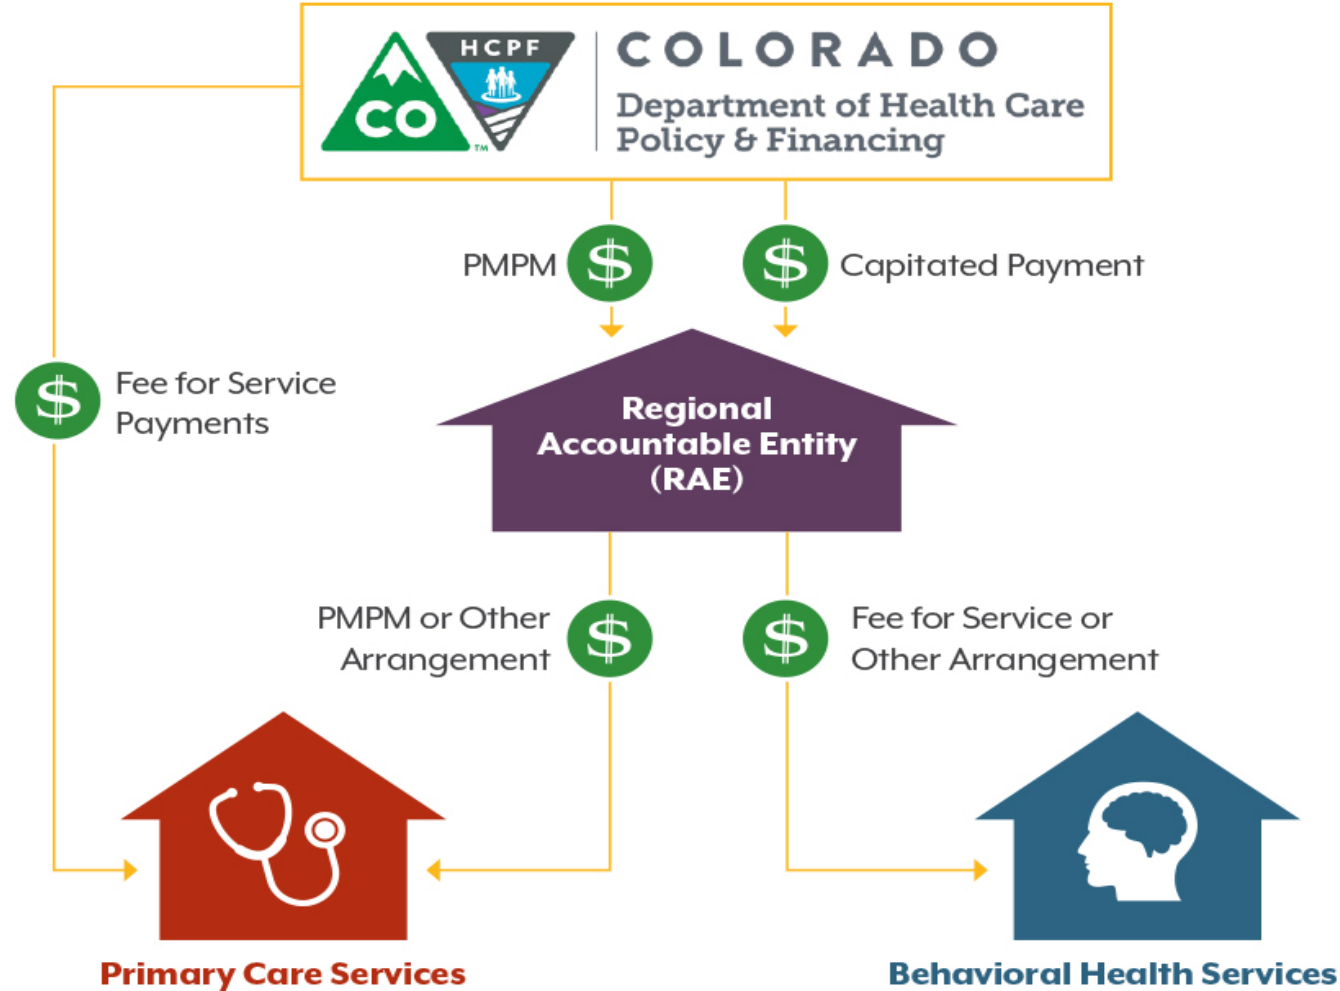 HCPF
CO
TM
COLORADO
Department of Health Care
Policy & Financing
PMPM
$
$
Capitated Payment
$
Fee for Service
Payments
Regional
Accountable Entity
(RAE)
PMPM or Other
Arrangement
$
$
Fee for Service or
Other Arrangement
Primary Care Services
Behavioral Health Services